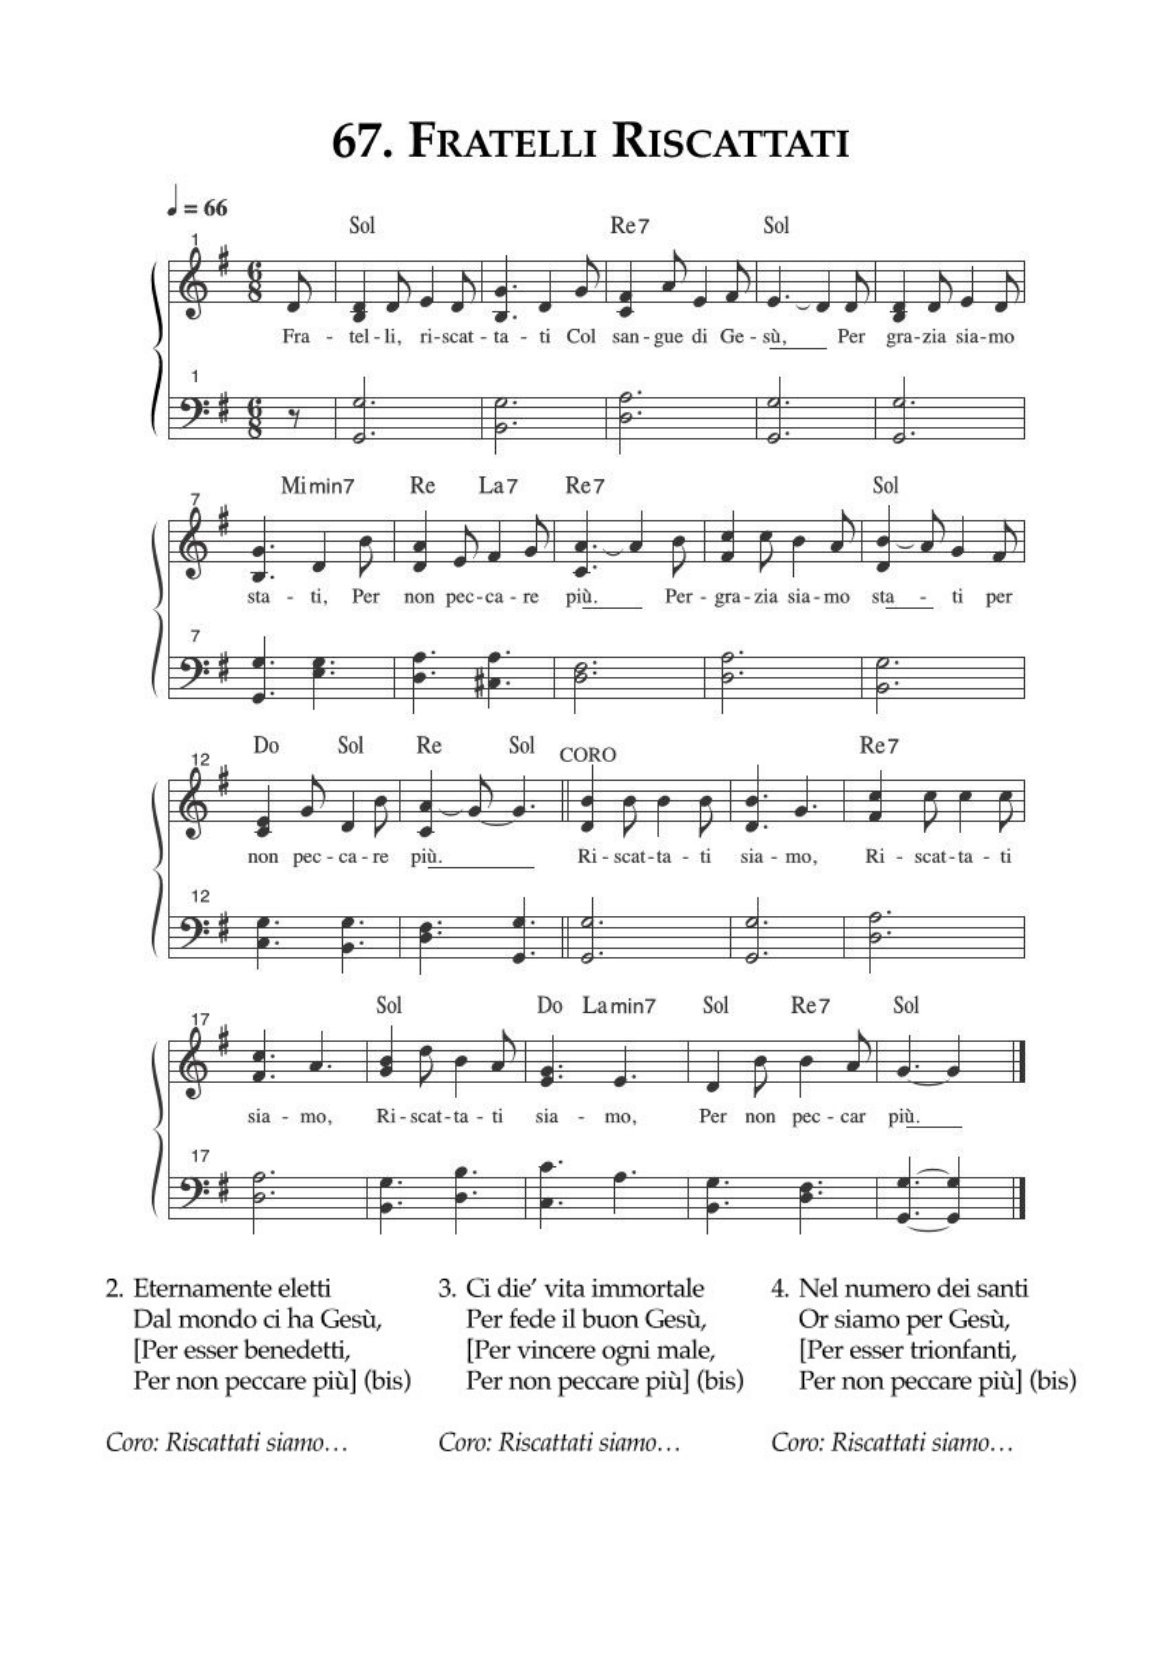 67. Fratelli Riscattati
♩ = 66
Sol Re7 Sol
1
6 8
Fra - tel - li, ri - scat - ta - ti Col san - gue di Ge - sù, Per gra - zia sia - mo
1
6 8
Mi min7 Re La7 Re7 Sol
7
sta - ti, Per non pec - ca - re più. Per - gra - zia sia - mo sta - ti per
7
Do Sol Re Sol CORO Re7
12
non pec - ca - re più. Ri - scat - ta - ti sia - mo, Ri - scat - ta - ti
12
Sol Do La min7 Sol Re7 Sol
17
sia - mo, Ri - scat - ta - ti sia - mo, Per non pec - car più.
17
2. Eternamente eletti
Dal mondo ci ha Gesù,
[Per esser benedetti,
Per non peccare più] (bis)
Coro: Riscattati siamo…
3. Ci die’ vita immortale
Per fede il buon Gesù,
[Per vincere ogni male,
Per non peccare più] (bis)
Coro: Riscattati siamo…
4. Nel numero dei santi
Or siamo per Gesù,
[Per esser trionfanti,
Per non peccare più] (bis)
Coro: Riscattati siamo…